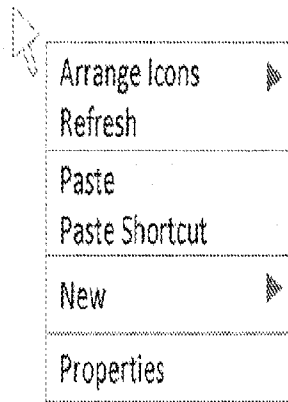 Arrange Icons
Refresh
Paste
Paste Shortcut
New
Properties